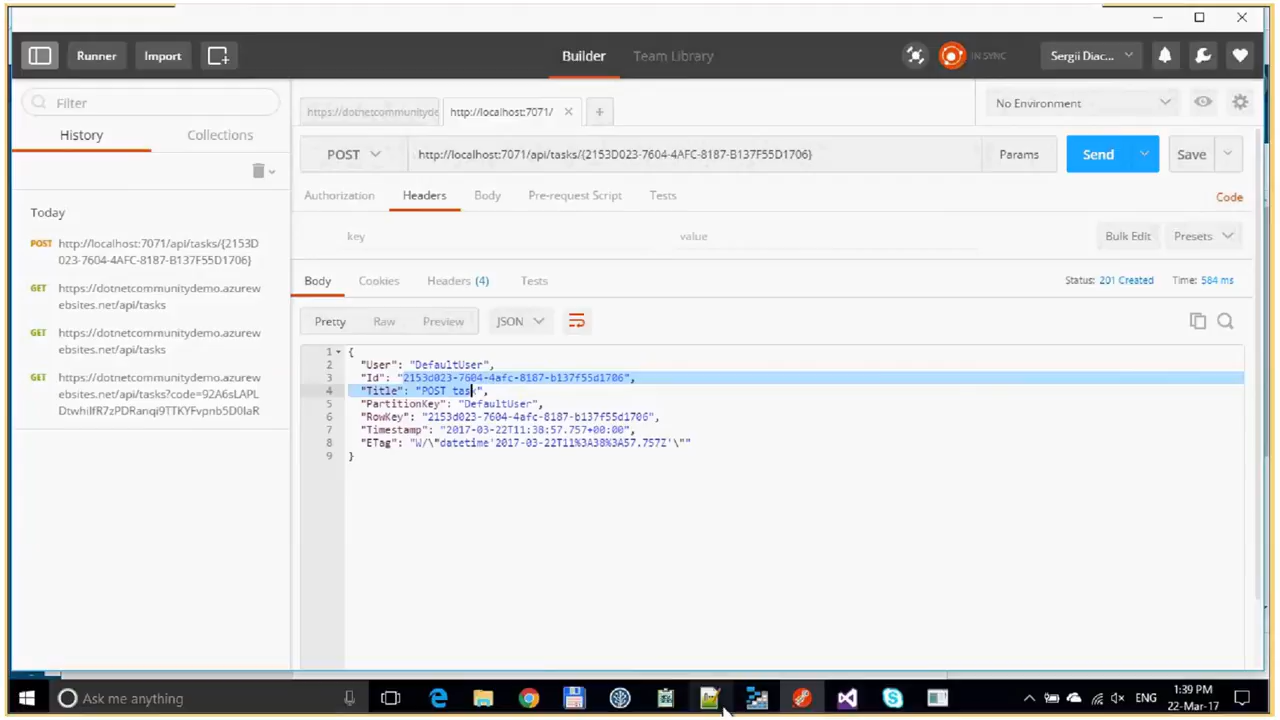 Runner
Import
Builder
Team Library
IN SYNC
Sergii Diac...
Filter
History
Collections
Today
POST http://localhost:7071/api/tasks/{2153D
023-7604-4AFC-8187-B137F55D1706}
GET https://dotnetcommunitydemo.azurew
ebsites.net/api/tasks
GET https://dotnetcommunitydemo.azurew
ebsites.net/api/tasks
GET https://dotnetcommunitydemo.azurew
ebsites.net/api/tasks?code=92A6sLAPL
https://dotnetcommunityde
http://localhost:7071/
No Environment
POST
http://localhost:7071/api/tasks/{2153D023-7604-4AFC-8187-B137F55D1706}
Params
Send
Save
Authorization
Headers
Body
Pre-request Script
Tests
Code
key
value
Bulk Edit
Presets
Body
Cookies
Headers (4)
Tests
Status: 201 Created
Time: 584 ms
Pretty
Raw
Preview
JSON
1 {
2 "User": "DefaultUser",
3 "Id": "2153d023-7604-4afc-8187-b137f55d1706",
4 "Title": "POST task",
5 "PartitionKey": "DefaultUser",
6 "RowKey": "2153d023-7604-4afc-8187-b137f55d1706",
7 "Timestamp": "2017-03-22T11:38:57.757+00:00",
8 "ETag": "W/\"datetime'2017-03-22T11%3A38%3A57.757Z'\""
9 }
Ask me anything
ENG
1:39 PM
22-Mar-17